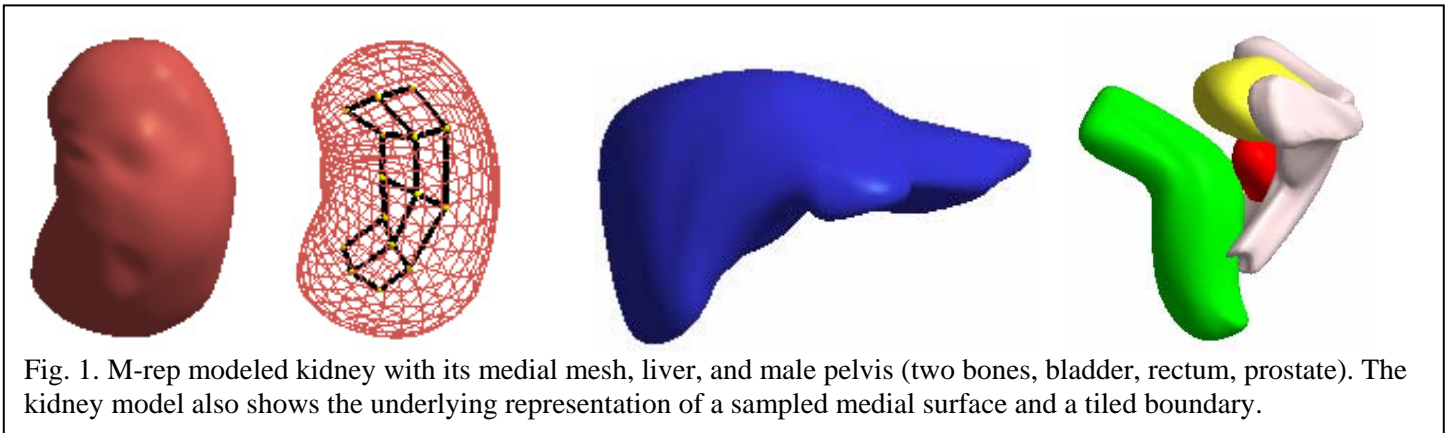 Fig. 1. M-rep modeled kidney with its medial mesh, liver, and male pelvis (two bones, bladder, rectum, prostate). The
kidney model also shows the underlying representation of a sampled medial surface and a tiled boundary.